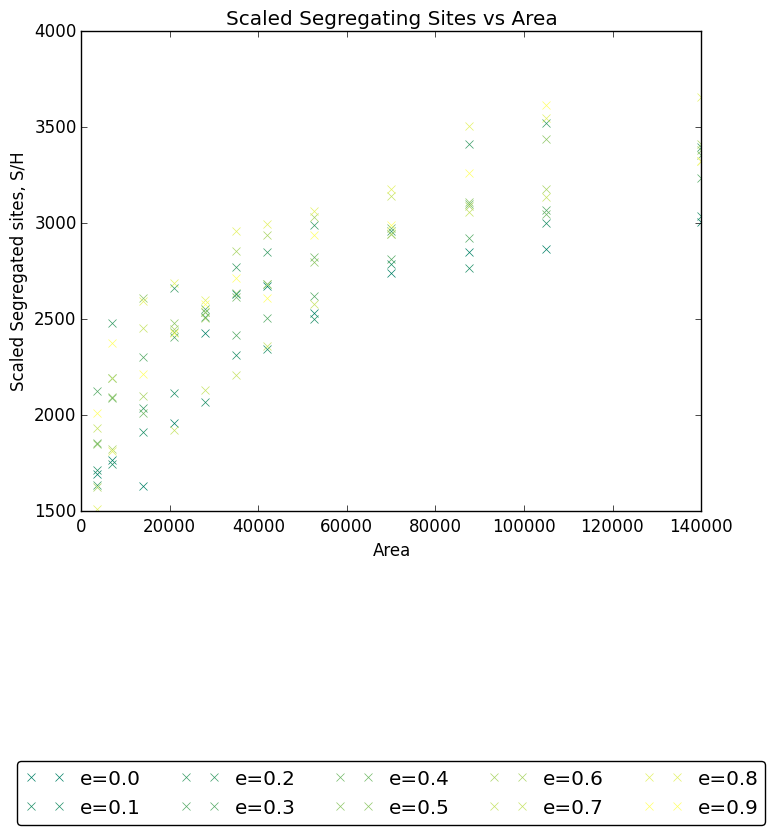 Scaled Segregating Sites vs Area
4000
3500
3000
2500
2000
1500
Scaled Segregated sites, S/H
0 20000 40000 60000 80000 100000 120000 140000
Area
e=0.0 e=0.2 e=0.4 e=0.6 e=0.8
e=0.1 e=0.3 e=0.5 e=0.7 e=0.9